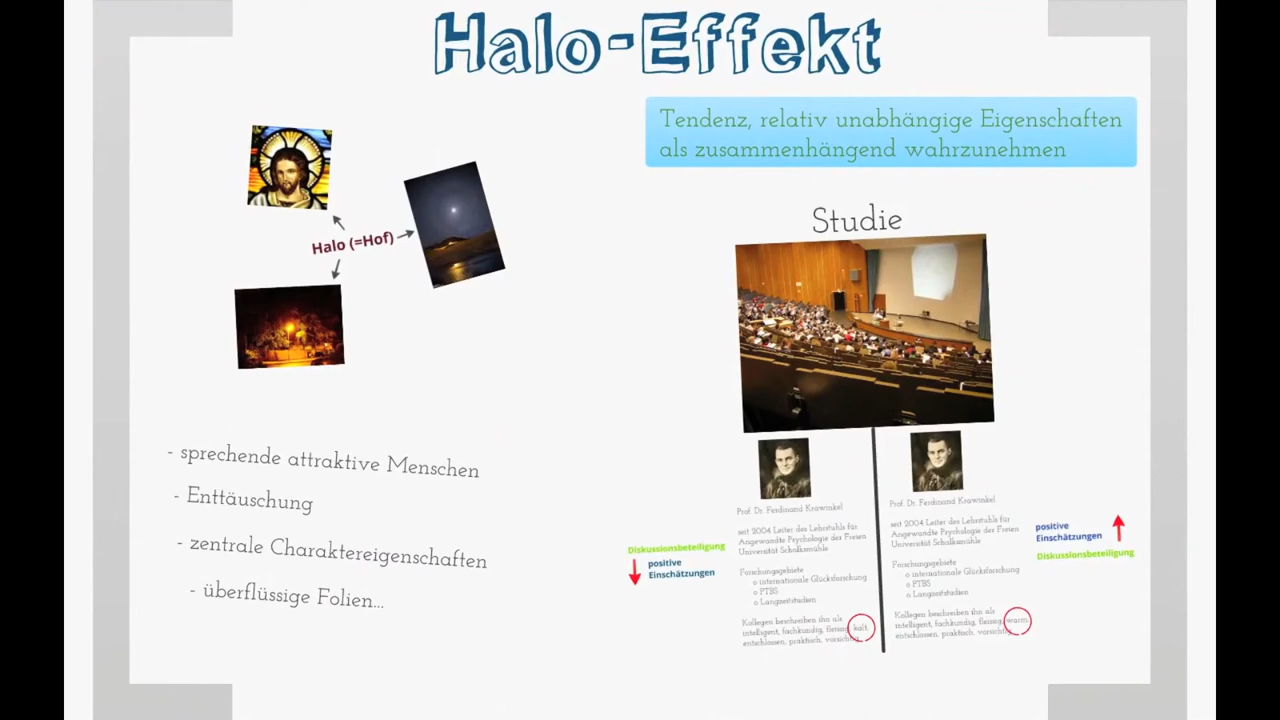 Halo-Effekt
Tendenz, relativ unabhängige Eigenschaften
als zusammenhängend wahrzunehmen
Halo (=Hof)
- sprechende attraktive Menschen
- Enttäuschung
- zentrale Charaktereigenschaften
- überflüssige Folien...
Studie
Diskussionsbeteiligung
positive
Einschätzungen
Prof. Dr. Ferdinand Krawinkel
seit 2004 Leiter des Lehrstuhls für
Angewandte Psychologie der Freien
Universität Schalksmühle
Forschungsgebiete
o internationale Glücksforschung
o PTBS
o Langzeitstudien
Kollegen beschreiben ihn als
intelligent, fachkundig, fleissig, kalt,
entschlossen, praktisch, vorsichtig
Prof. Dr. Ferdinand Krawinkel
seit 2004 Leiter des Lehrstuhls für
Angewandte Psychologie der Freien
Universität Schalksmühle
Forschungsgebiete
o internationale Glücksforschung
o PTBS
o Langzeitstudien
Kollegen beschreiben ihn als
intelligent, fachkundig, fleissig, warm,
entschlossen, praktisch, vorsichtig
positive
Einschätzungen
Diskussionsbeteiligung